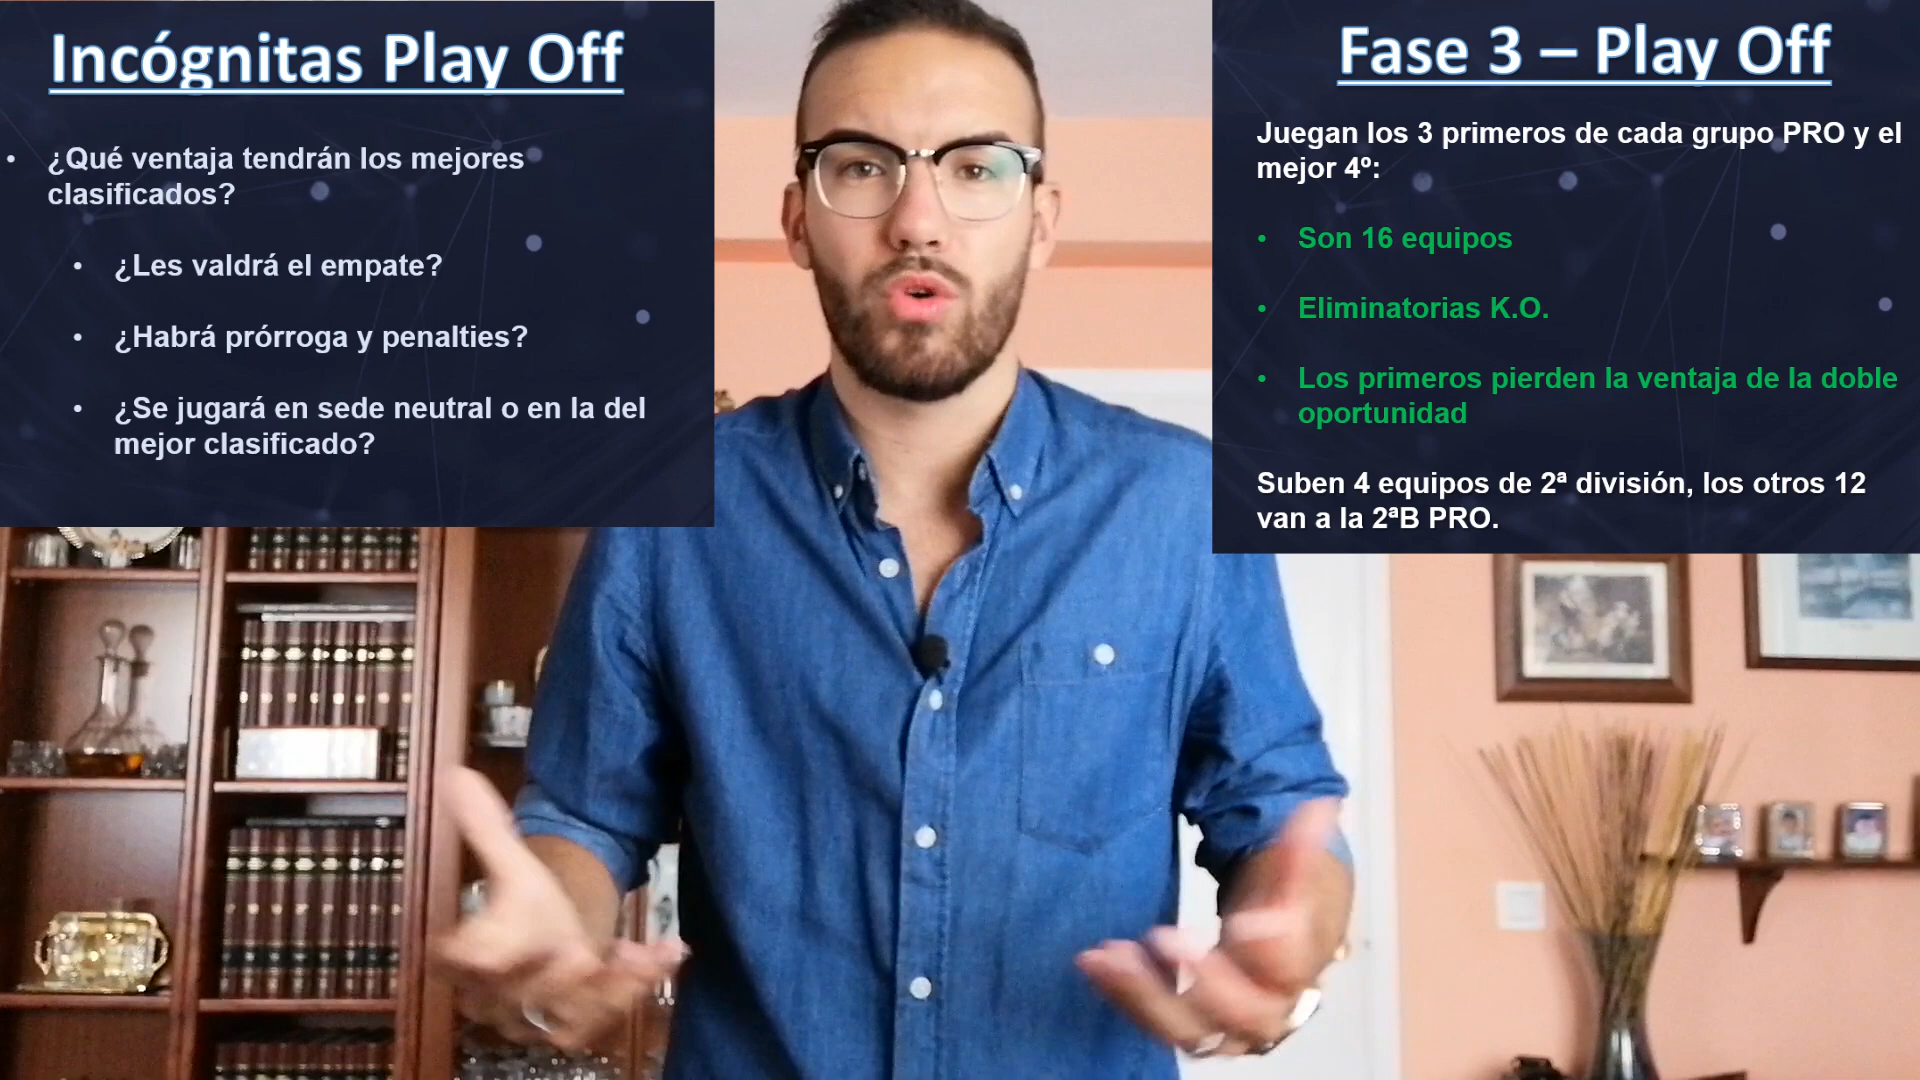 Incógnitas Play Off
• ¿Qué ventaja tendrán los mejores
clasificados?
• ¿Les valdrá el empate?
• ¿Habrá prórroga y penalties?
• ¿Se jugará en sede neutral o en la del
mejor clasificado?
Fase 3 – Play Off
Juegan los 3 primeros de cada grupo PRO y el
mejor 4º:
• Son 16 equipos
• Eliminatorias K.O.
• Los primeros pierden la ventaja de la doble
oportunidad
Suben 4 equipos de 2ª división, los otros 12
van a la 2ªB PRO.